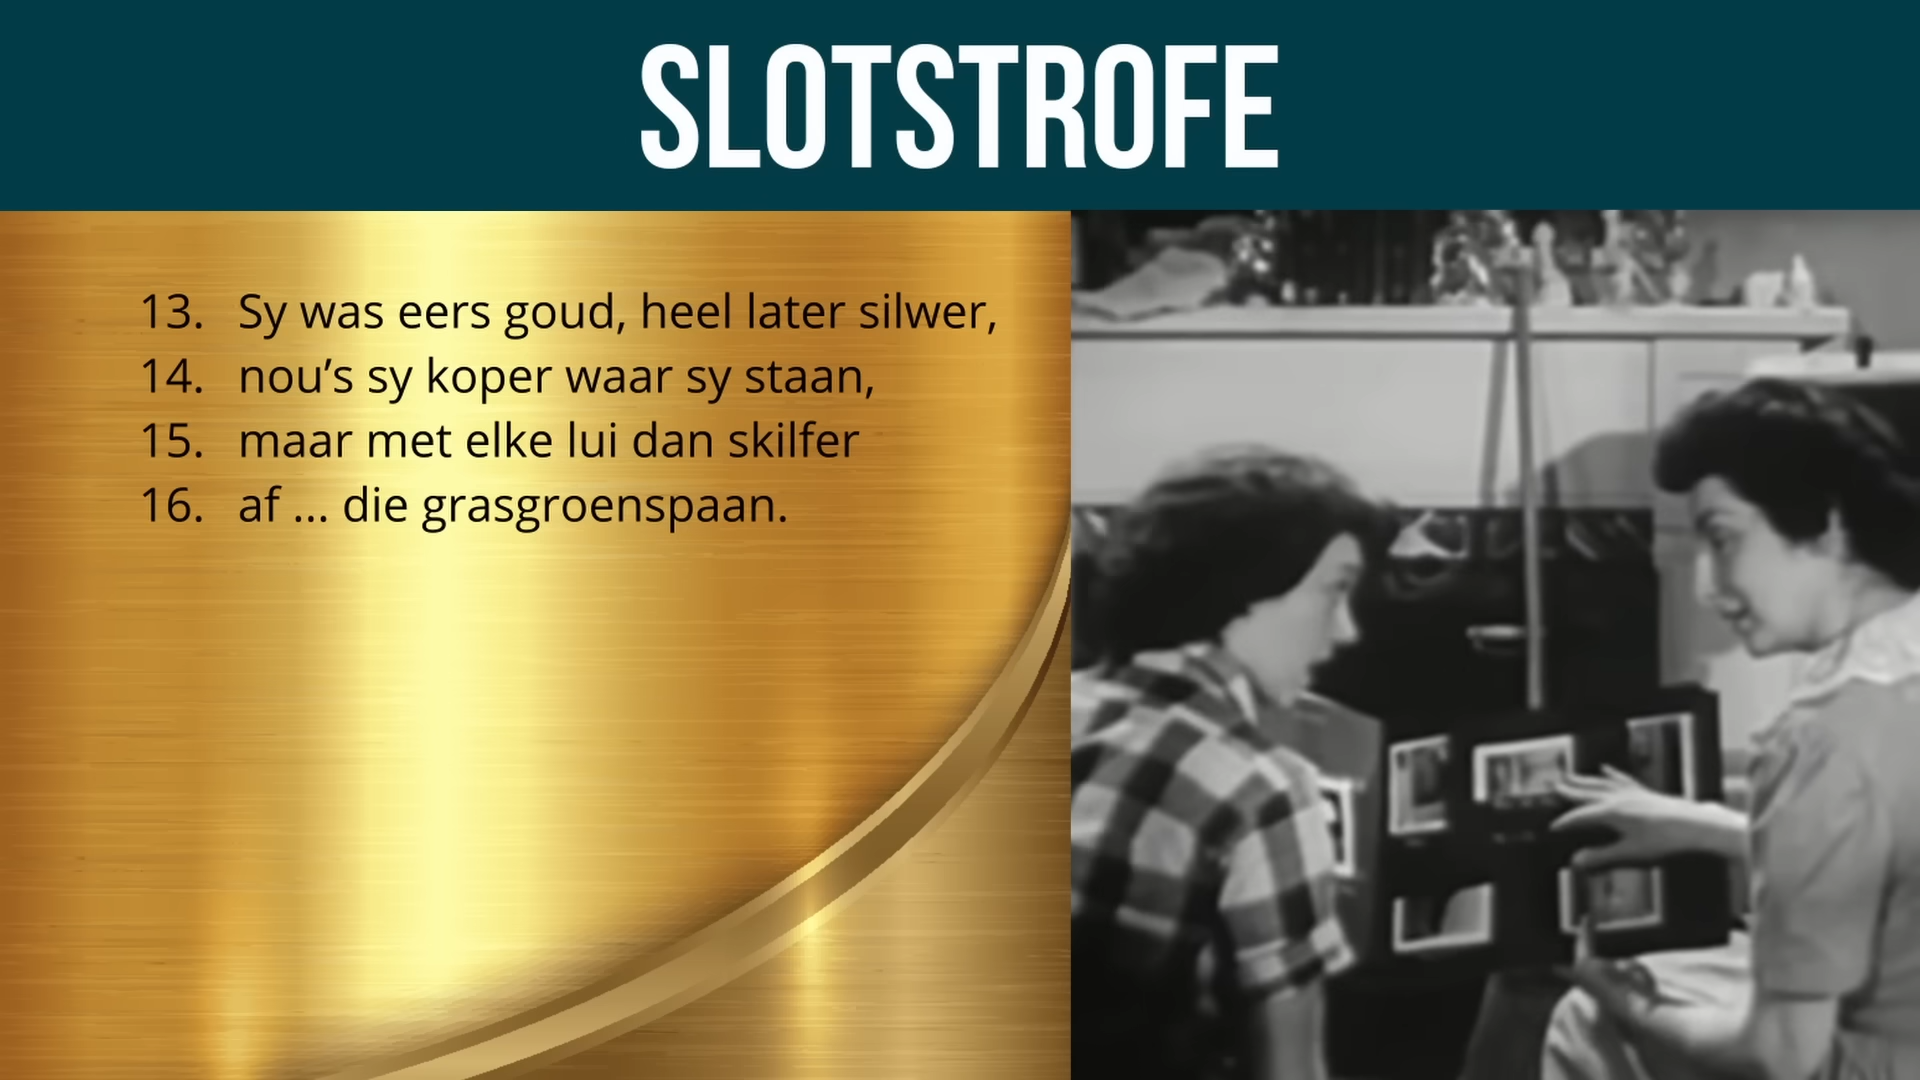 SLOTSTROFE
13. Sy was eers goud, heel later silwer,
14. nou’s sy koper waar sy staan,
15. maar met elke lui dan skilfer
16. af ... die grasgroenspaan.